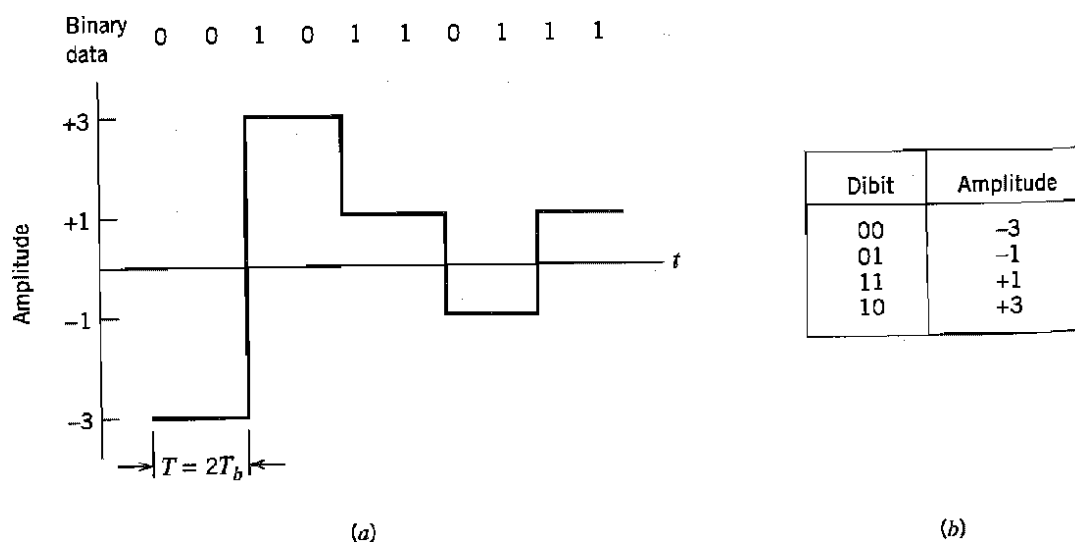 Binary data 0 0 1 0 1 1 0 1 1 1
+3
+1
−1
−3
Amplitude
t
T = 2T_b
(a)
Dibit Amplitude
00 −3
01 −1
11 +1
10 +3
(b)